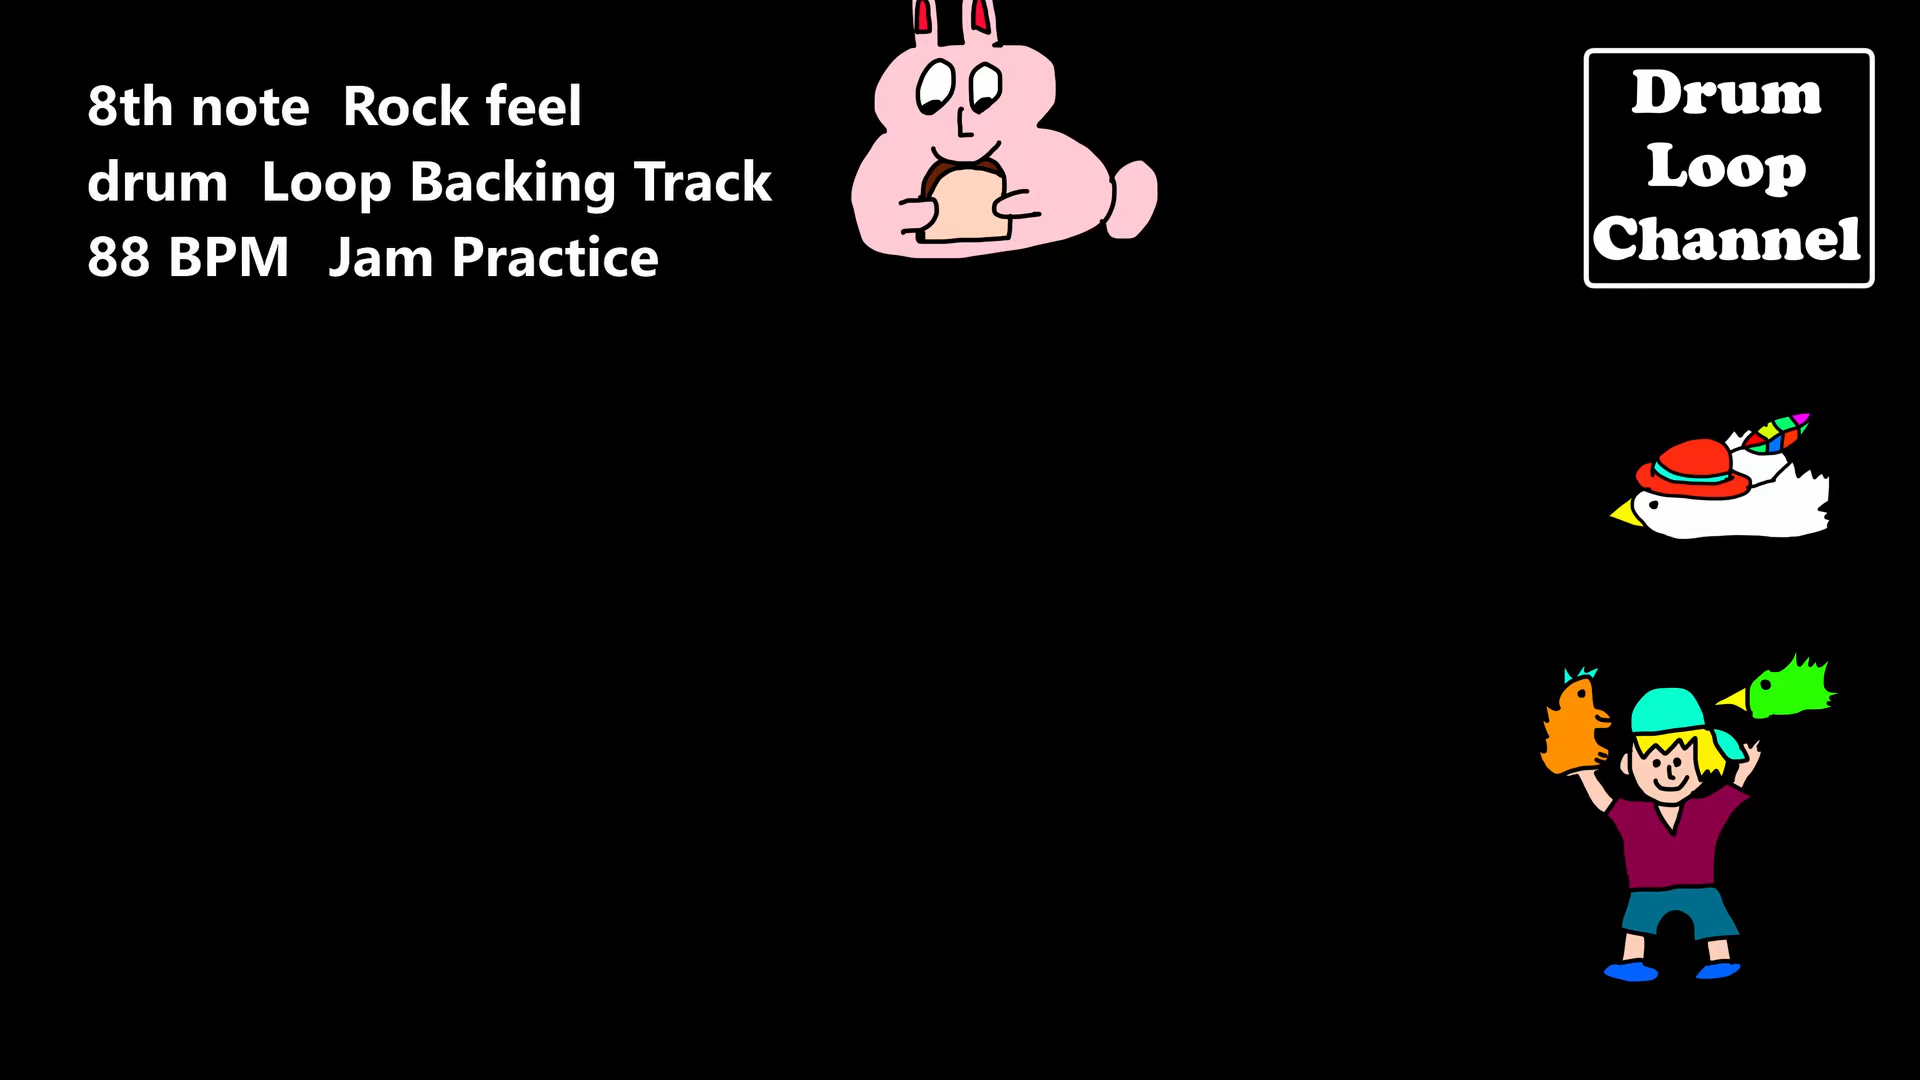 8th note  Rock feel
drum  Loop Backing Track
88 BPM  Jam Practice
Drum
Loop
Channel